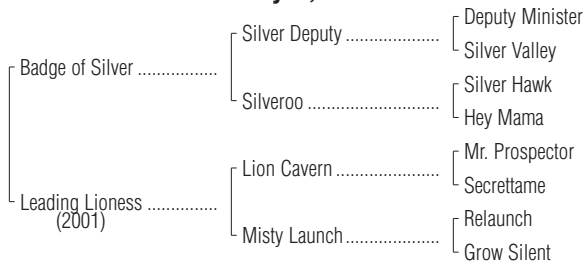 Deputy Minister
Silver Deputy ....................
Silver Valley
Badge of Silver .................
Silver Hawk
Silveroo ............................
Hey Mama
Mr. Prospector
Lion Cavern ......................
Secrettame
Leading Lioness ...............
(2001)
Relaunch
Misty Launch....................
Grow Silent